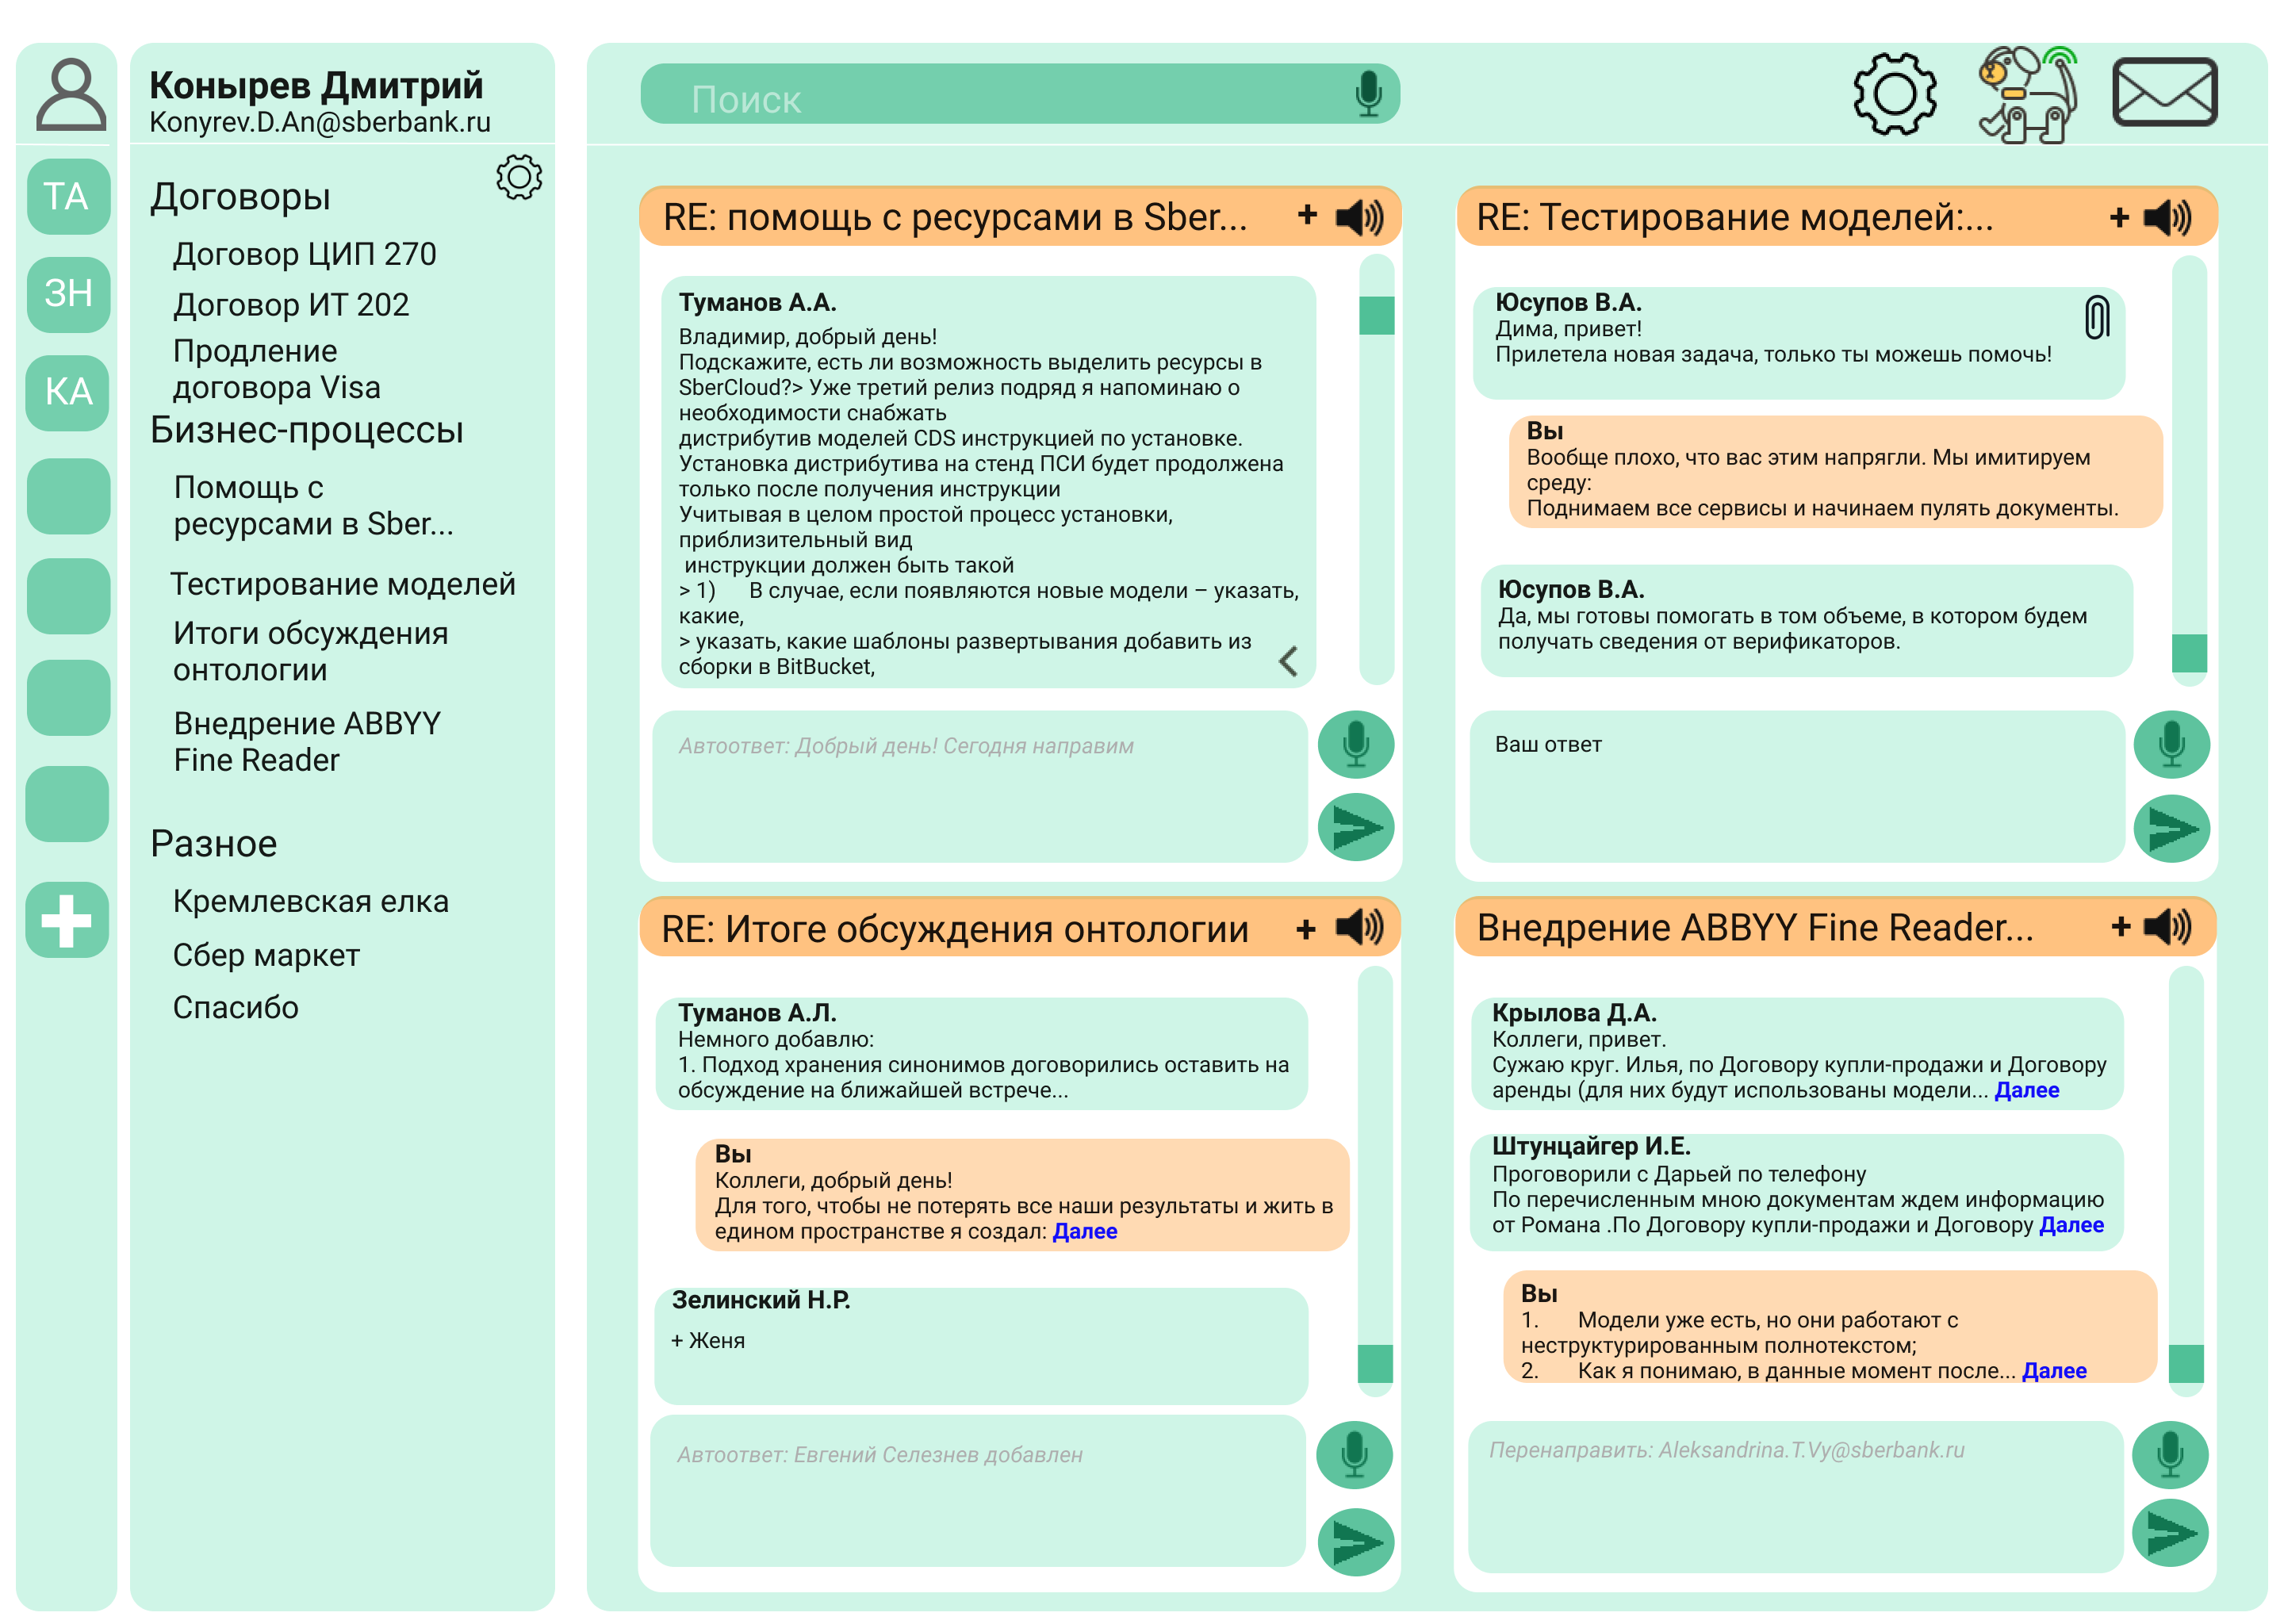 Конырев Дмитрий
Konyrev.D.An@sberbank.ru
ТА
ЗН
КА
Договоры
Договор ЦИП 270
Договор ИТ 202
Продление
договора Visa
Бизнес-процессы
Помощь с
ресурсами в Sber...
Тестирование моделей
Итоги обсуждения
онтологии
Внедрение ABBYY
Fine Reader
Разное
Кремлевская елка
Сбер маркет
Спасибо
Поиск
RE: помощь с ресурсами в Sber... +
Туманов А.А.
Владимир, добрый день!
Подскажите, есть ли возможность выделить ресурсы в
SberCloud?> Уже третий релиз подряд я напоминаю о
необходимости снабжать
дистрибутив моделей CDS инструкцией по установке.
Установка дистрибутива на стенд ПСИ будет продолжена
только после получения инструкции
Учитывая в целом простой процесс установки,
приблизительный вид
инструкции должен быть такой
> 1) В случае, если появляются новые модели – указать,
какие,
> указать, какие шаблоны развертывания добавить из
сборки в BitBucket,
Автоответ: Добрый день! Сегодня направим
RE: Тестирование моделей:... +
Юсупов В.А.
Дима, привет!
Прилетела новая задача, только ты можешь помочь!
Вы
Вообще плохо, что вас этим напрягли. Мы имитируем
среду:
Поднимаем все сервисы и начинаем пулять документы.
Юсупов В.А.
Да, мы готовы помогать в том объеме, в котором будем
получать сведения от верификаторов.
Ваш ответ
RE: Итоге обсуждения онтологии +
Туманов А.Л.
Немного добавлю:
1. Подход хранения синонимов договорились оставить на
обсуждение на ближайшей встрече...
Вы
Коллеги, добрый день!
Для того, чтобы не потерять все наши результаты и жить в
едином пространстве я создал: Далее
Зелинский Н.Р.
+ Женя
Автоответ: Евгений Селезнев добавлен
Внедрение ABBYY Fine Reader... +
Крылова Д.А.
Коллеги, привет.
Сужаю круг. Илья, по Договору купли-продажи и Договору
аренды (для них будут использованы модели... Далее
Штунцайгер И.Е.
Проговорили с Дарьей по телефону
По перечисленным мною документам ждем информацию
от Романа .По Договору купли-продажи и Договору Далее
Вы
1. Модели уже есть, но они работают с
неструктурированным полнотекстом;
2. Как я понимаю, в данные момент после... Далее
Перенаправить: Aleksandrina.T.Vy@sberbank.ru